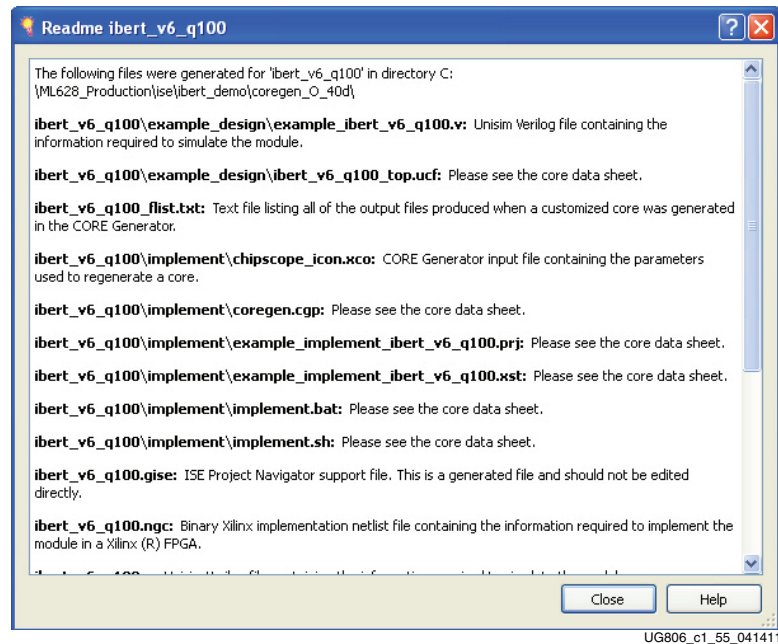 Readme ibert_v6_q100
The following files were generated for 'ibert_v6_q100' in directory C:
\ML628_Production\ise\ibert_demo\coregen_O_40d\
ibert_v6_q100\example_design\example_ibert_v6_q100.v: Unisim Verilog file containing the
information required to simulate the module.
ibert_v6_q100\example_design\ibert_v6_q100_top.ucf: Please see the core data sheet.
ibert_v6_q100_flist.txt: Text file listing all of the output files produced when a customized core was generated
in the CORE Generator.
ibert_v6_q100\implement\chipscope_icon.xco: CORE Generator input file containing the parameters
used to regenerate a core.
ibert_v6_q100\implement\coregen.cgp: Please see the core data sheet.
ibert_v6_q100\implement\example_implement_ibert_v6_q100.prj: Please see the core data sheet.
ibert_v6_q100\implement\example_implement_ibert_v6_q100.xst: Please see the core data sheet.
ibert_v6_q100\implement\implement.bat: Please see the core data sheet.
ibert_v6_q100\implement\implement.sh: Please see the core data sheet.
ibert_v6_q100.gise: ISE Project Navigator support file. This is a generated file and should not be edited
directly.
ibert_v6_q100.ngc: Binary Xilinx implementation netlist file containing the information required to implement the
module in a Xilinx (R) FPGA.
Close Help
UG806_c1_55_041411